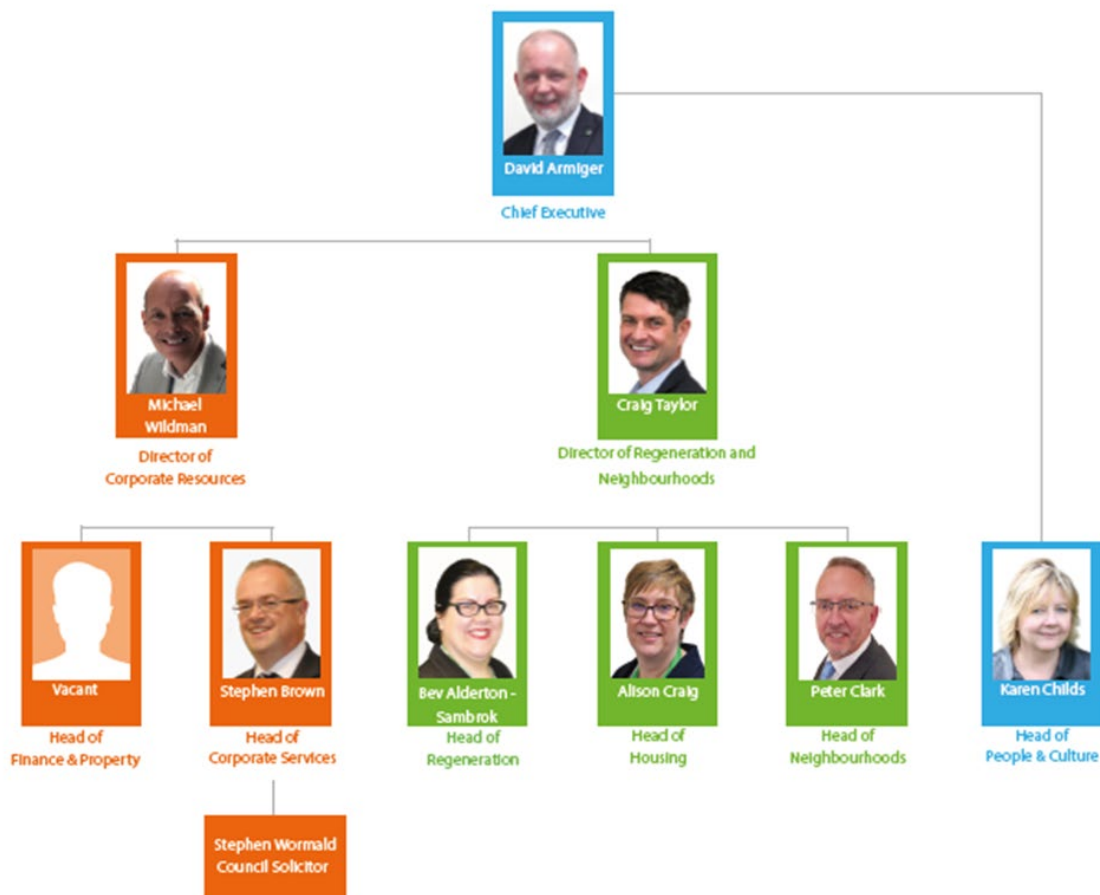 David Armiger
Chief Executive
Michael
Wildman
Director of
Corporate Resources
Craig Taylor
Director of Regeneration and
Neighbourhoods
Vacant
Head of
Finance & Property
Stephen Brown
Head of
Corporate Services
Bev Alderton -
Sambrok
Head of
Regeneration
Alison Craig
Head of
Housing
Peter Clark
Head of
Neighbourhoods
Karen Childs
Head of
People & Culture
Stephen Wormald
Council Solicitor